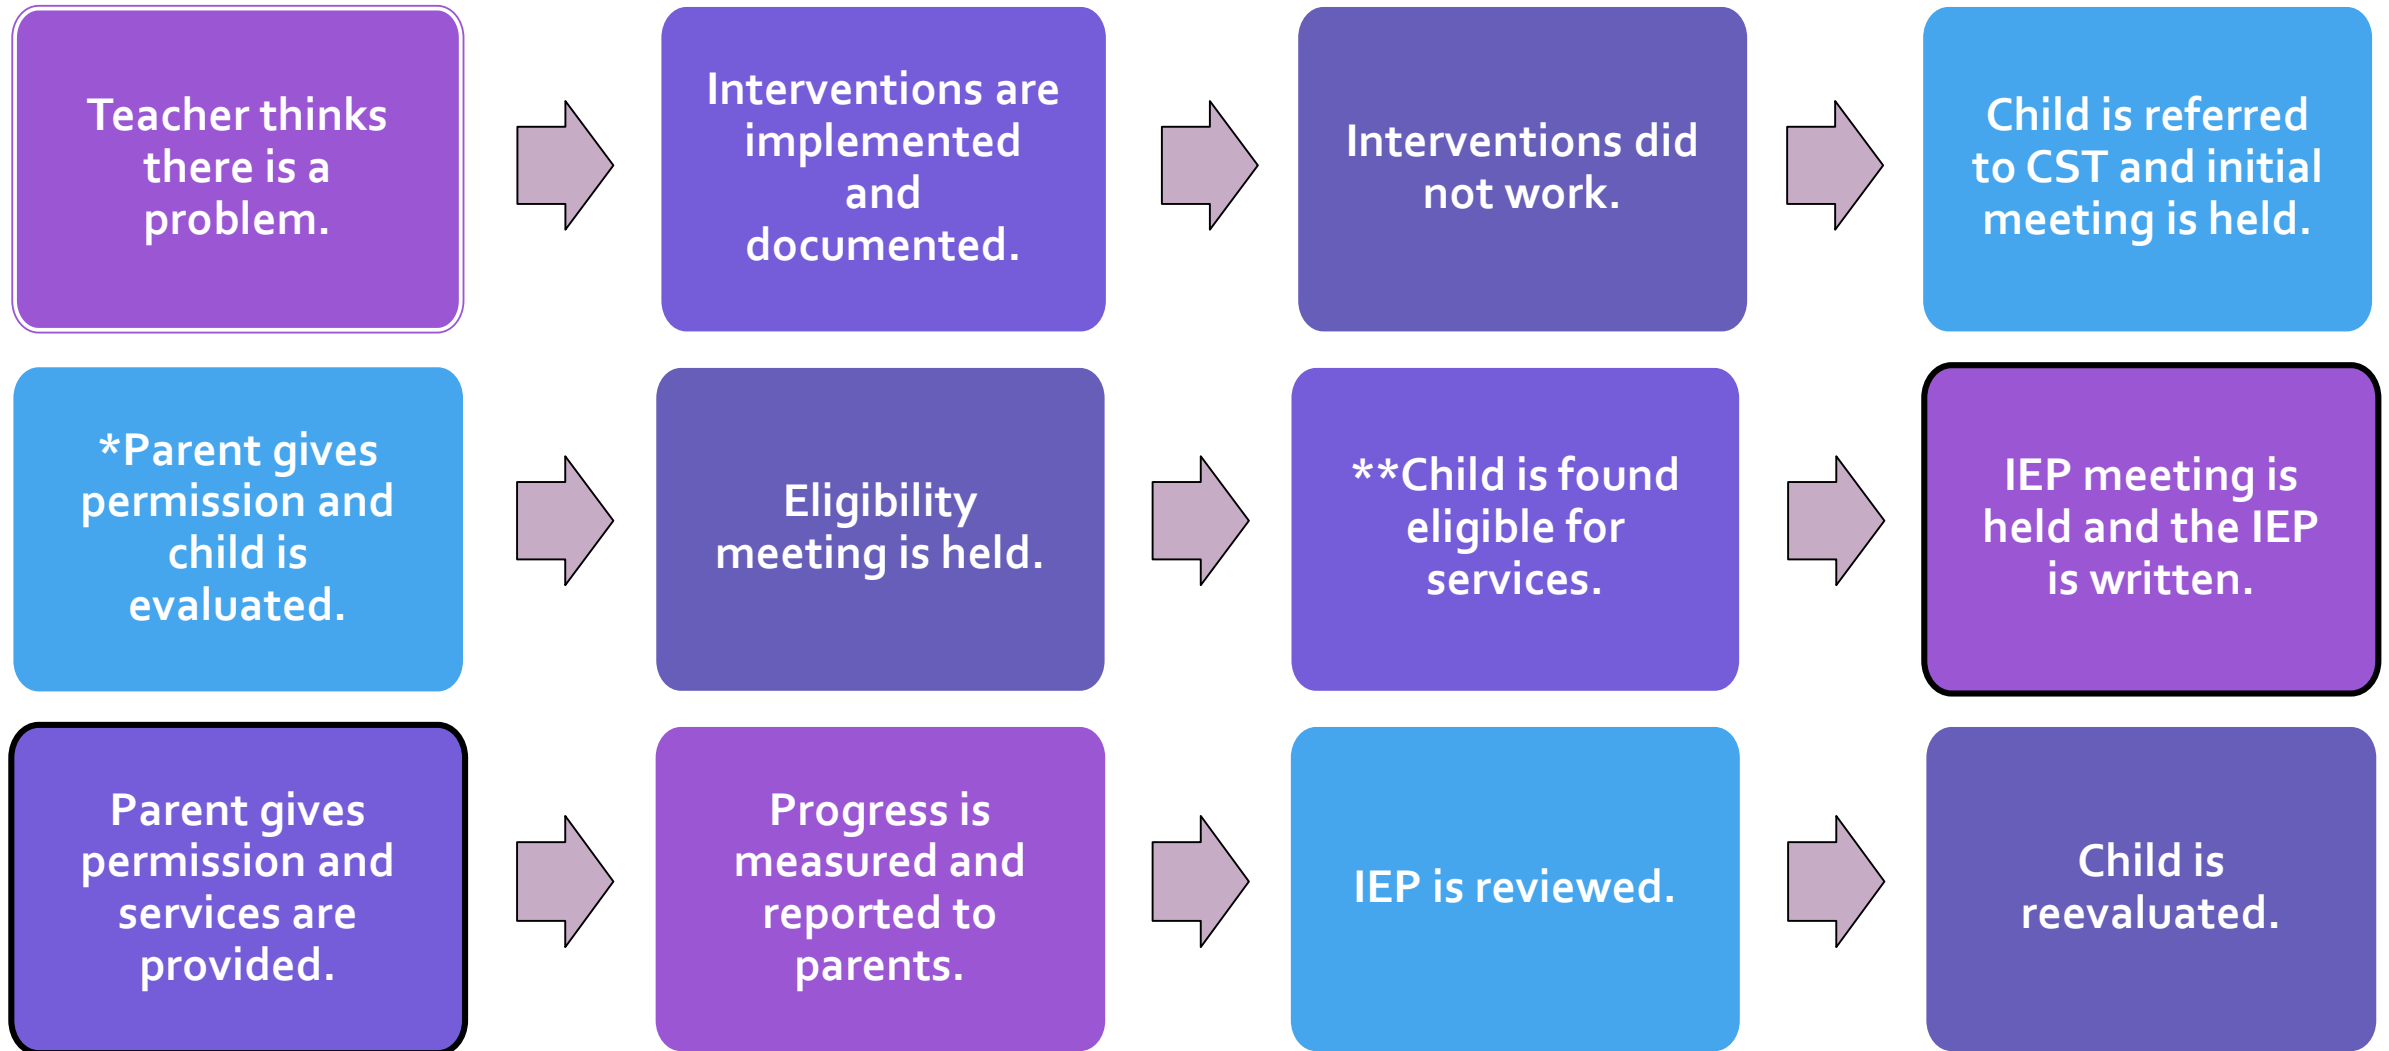 Teacher thinks
there is a
problem.
Interventions are
implemented
and
documented.
Interventions did
not work.
Child is referred
to CST and initial
meeting is held.
*Parent gives
permission and
child is
evaluated.
Eligibility
meeting is held.
**Child is found
eligible for
services.
IEP meeting is
held and the IEP
is written.
Parent gives
permission and
services are
provided.
Progress is
measured and
reported to
parents.
IEP is reviewed.
Child is
reevaluated.